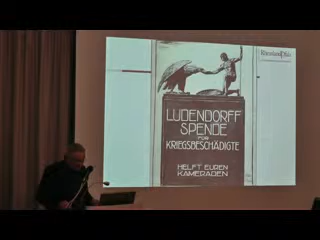 LUDENDORFF
SPENDE
FÜR
KRIEGSBESCHÄDIGTE
HELFT EUREN
KAMERADEN